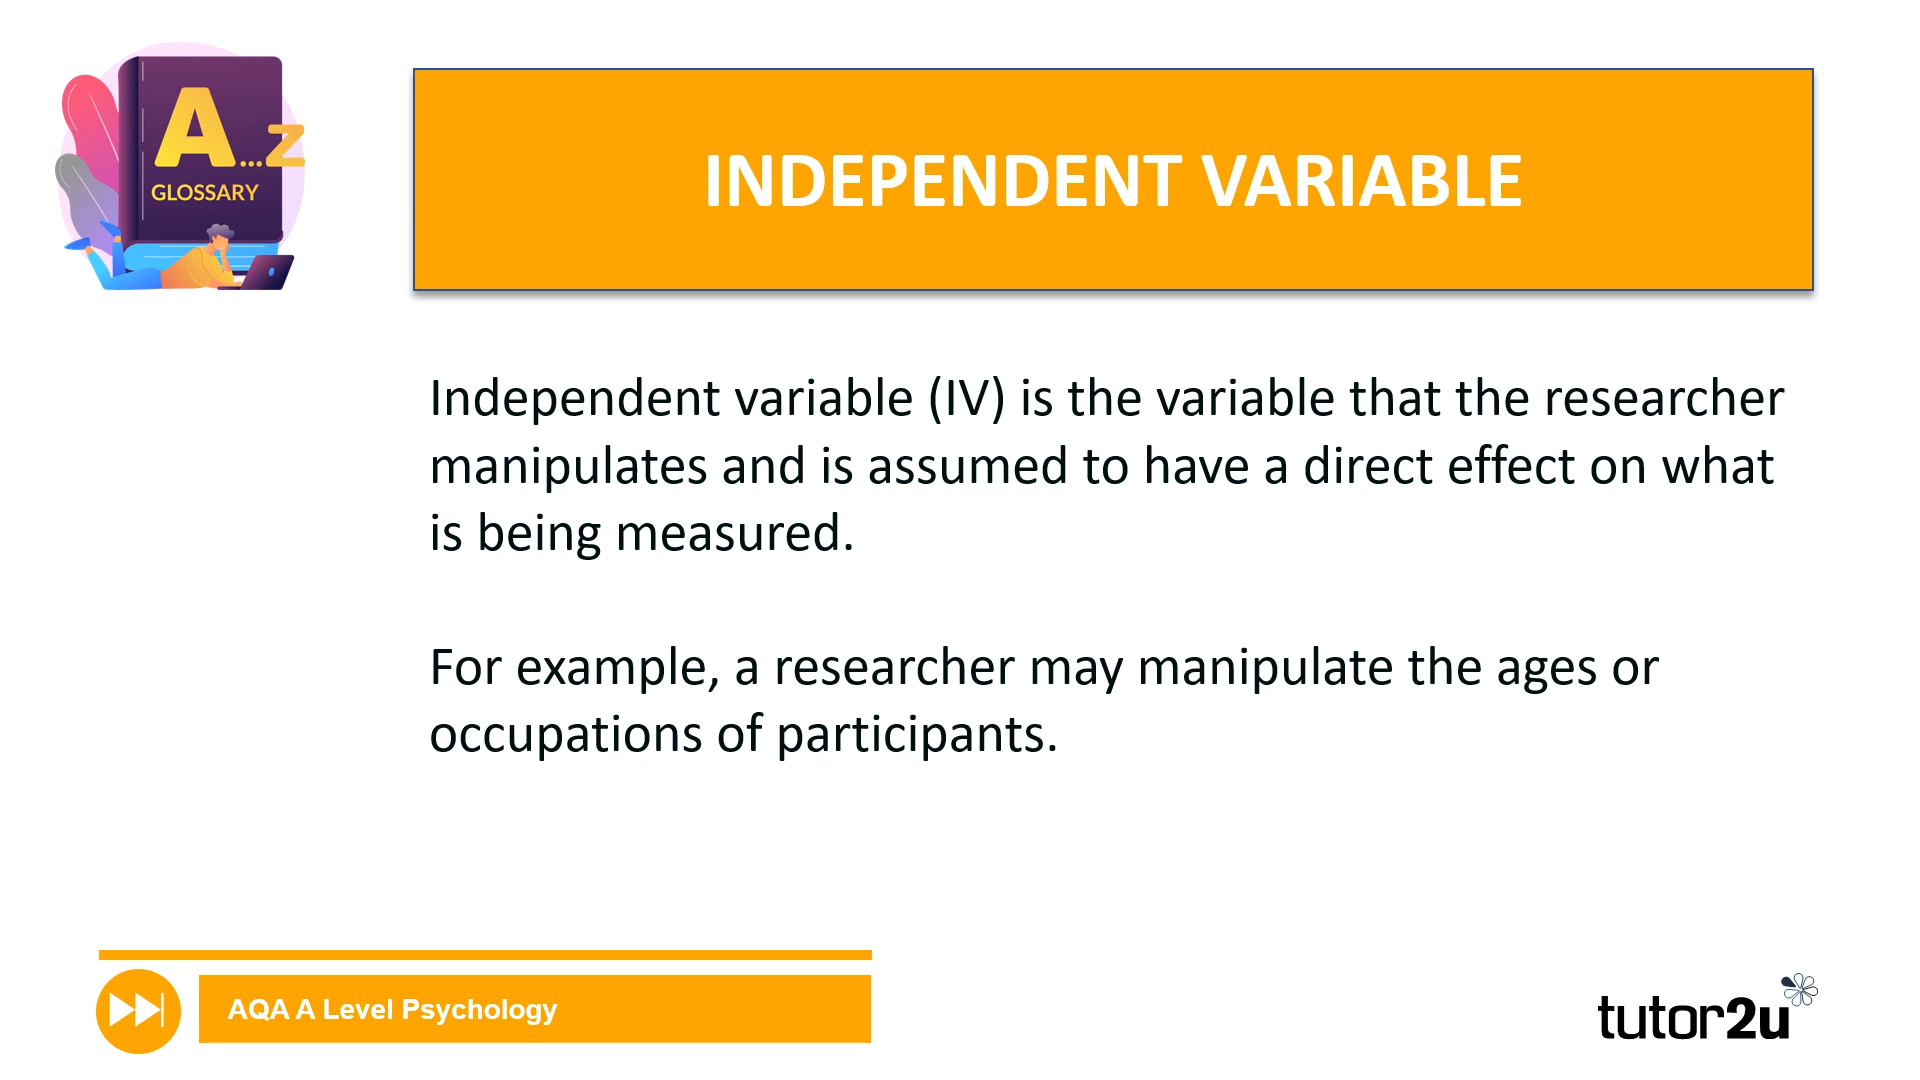 A...Z
GLOSSARY
INDEPENDENT VARIABLE
Independent variable (IV) is the variable that the researcher
manipulates and is assumed to have a direct effect on what
is being measured.
For example, a researcher may manipulate the ages or
occupations of participants.
AQA A Level Psychology
tutor2u